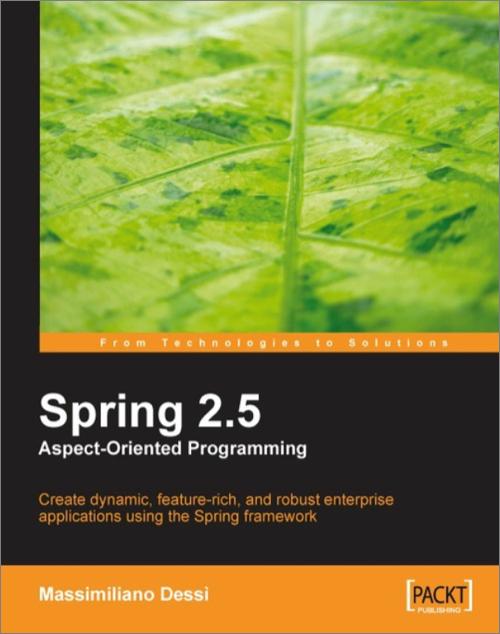 From Technologies to Solutions
Spring 2.5
Aspect-Oriented Programming
Create dynamic, feature-rich, and robust enterprise
applications using the Spring framework
Massimiliano Dessì
[PACKT]
PUBLISHING